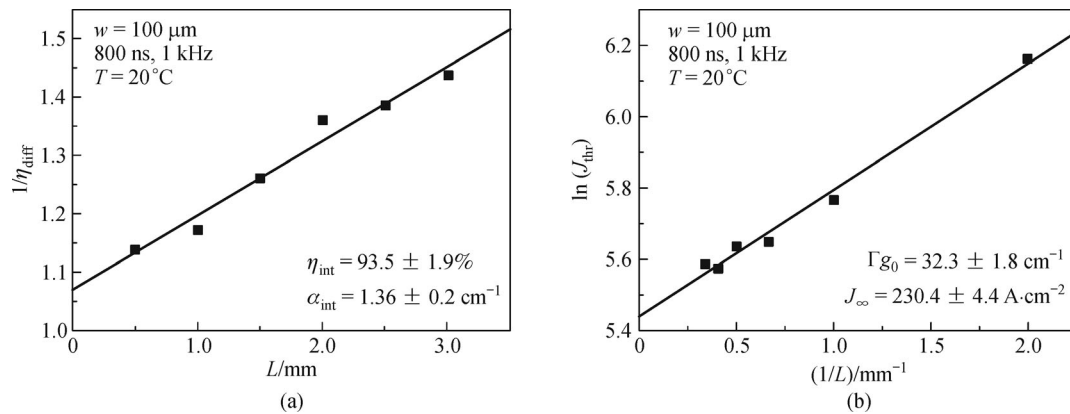 w = 100 μm
800 ns, 1 kHz
T = 20°C
1.5
1.4
1.3
1.2
1.1
1.0
1/η_diff
η_int = 93.5 ± 1.9%
α_int = 1.36 ± 0.2 cm⁻¹
0 1.0 2.0 3.0
L/mm
(a)
w = 100 μm
800 ns, 1 kHz
T = 20°C
6.2
6.0
5.8
5.6
5.4
ln (J_thr)
Γg₀ = 32.3 ± 1.8 cm⁻¹
J_∞ = 230.4 ± 4.4 A·cm⁻²
0 0.5 1.0 1.5 2.0
(1/L)/mm⁻¹
(b)